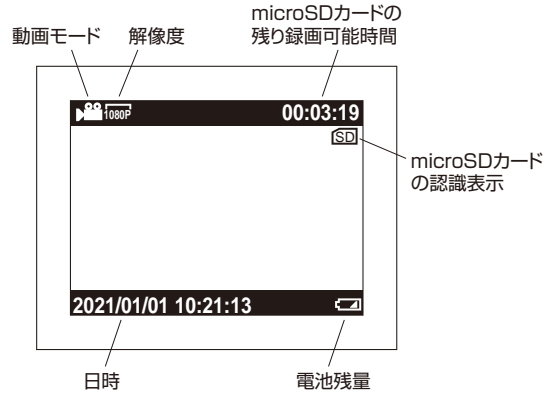 microSDカードの
残り録画可能時間
動画モード 解像度
1080P 00:03:19
SD
microSDカード
の認識表示
2021/01/01 10:21:13
日時 電池残量